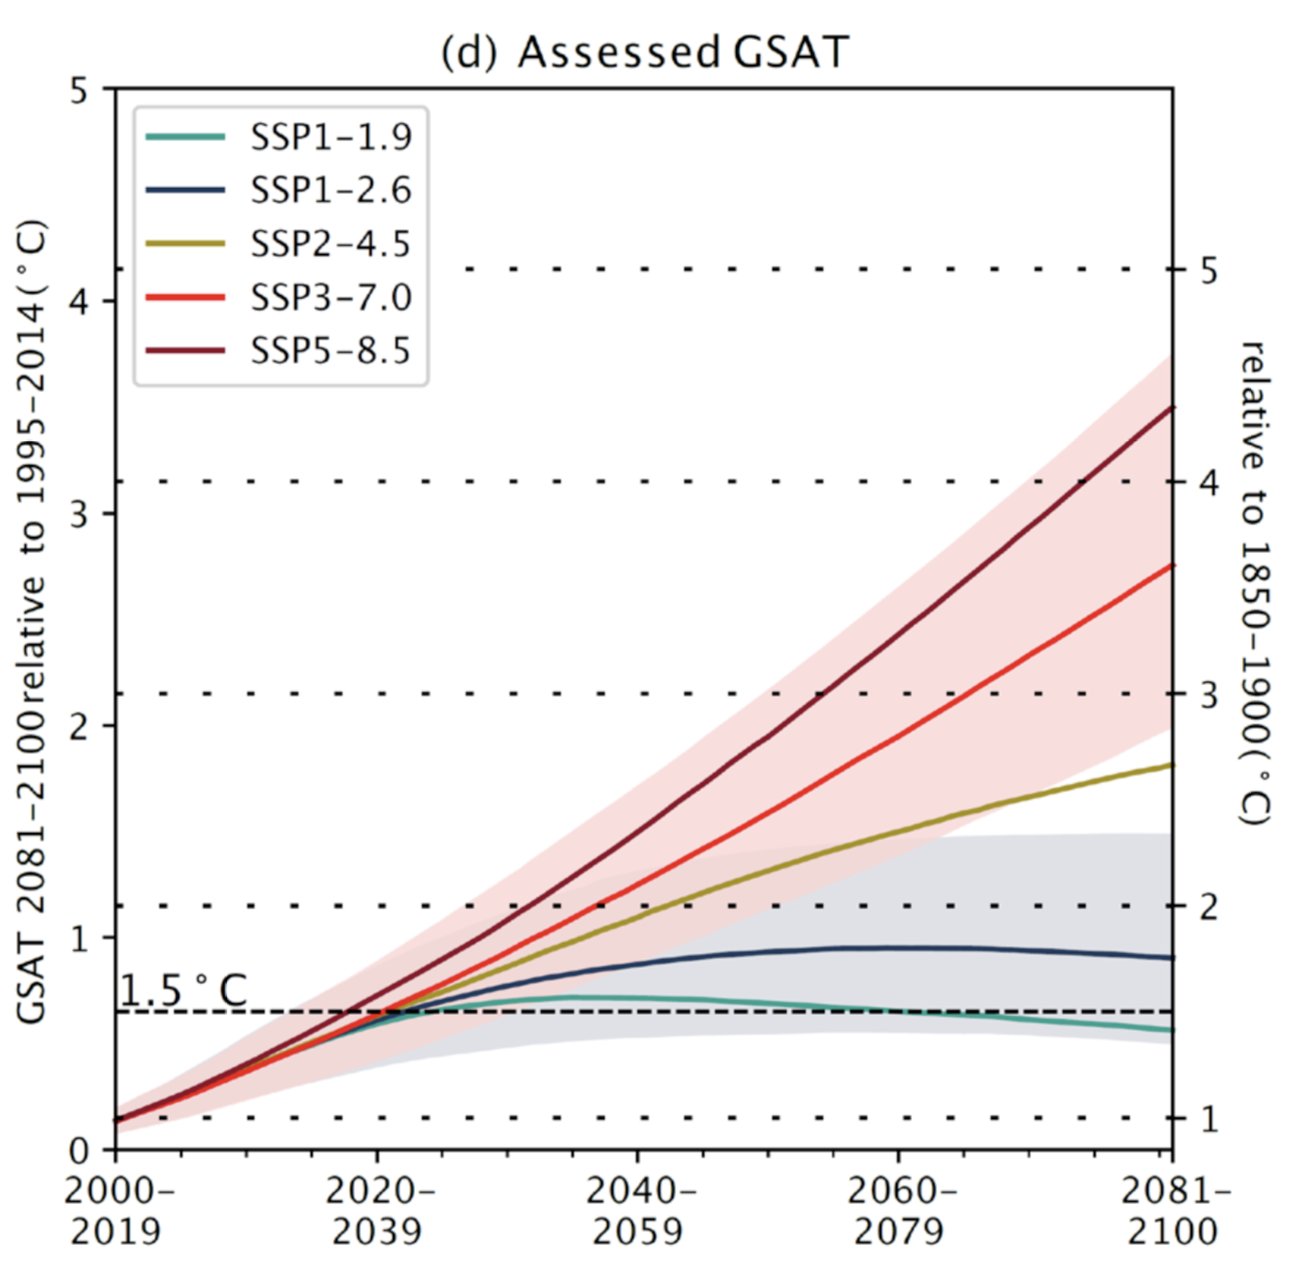 (d) Assessed GSAT
GSAT 2081–2100relative to 1995–2014(°C)
5
4
3
2
1
0
SSP1–1.9
SSP1–2.6
SSP2–4.5
SSP3–7.0
SSP5–8.5
1.5°C
5
4
3
2
1
relative to 1850–1900(°C)
2000–
2019
2020–
2039
2040–
2059
2060–
2079
2081–
2100